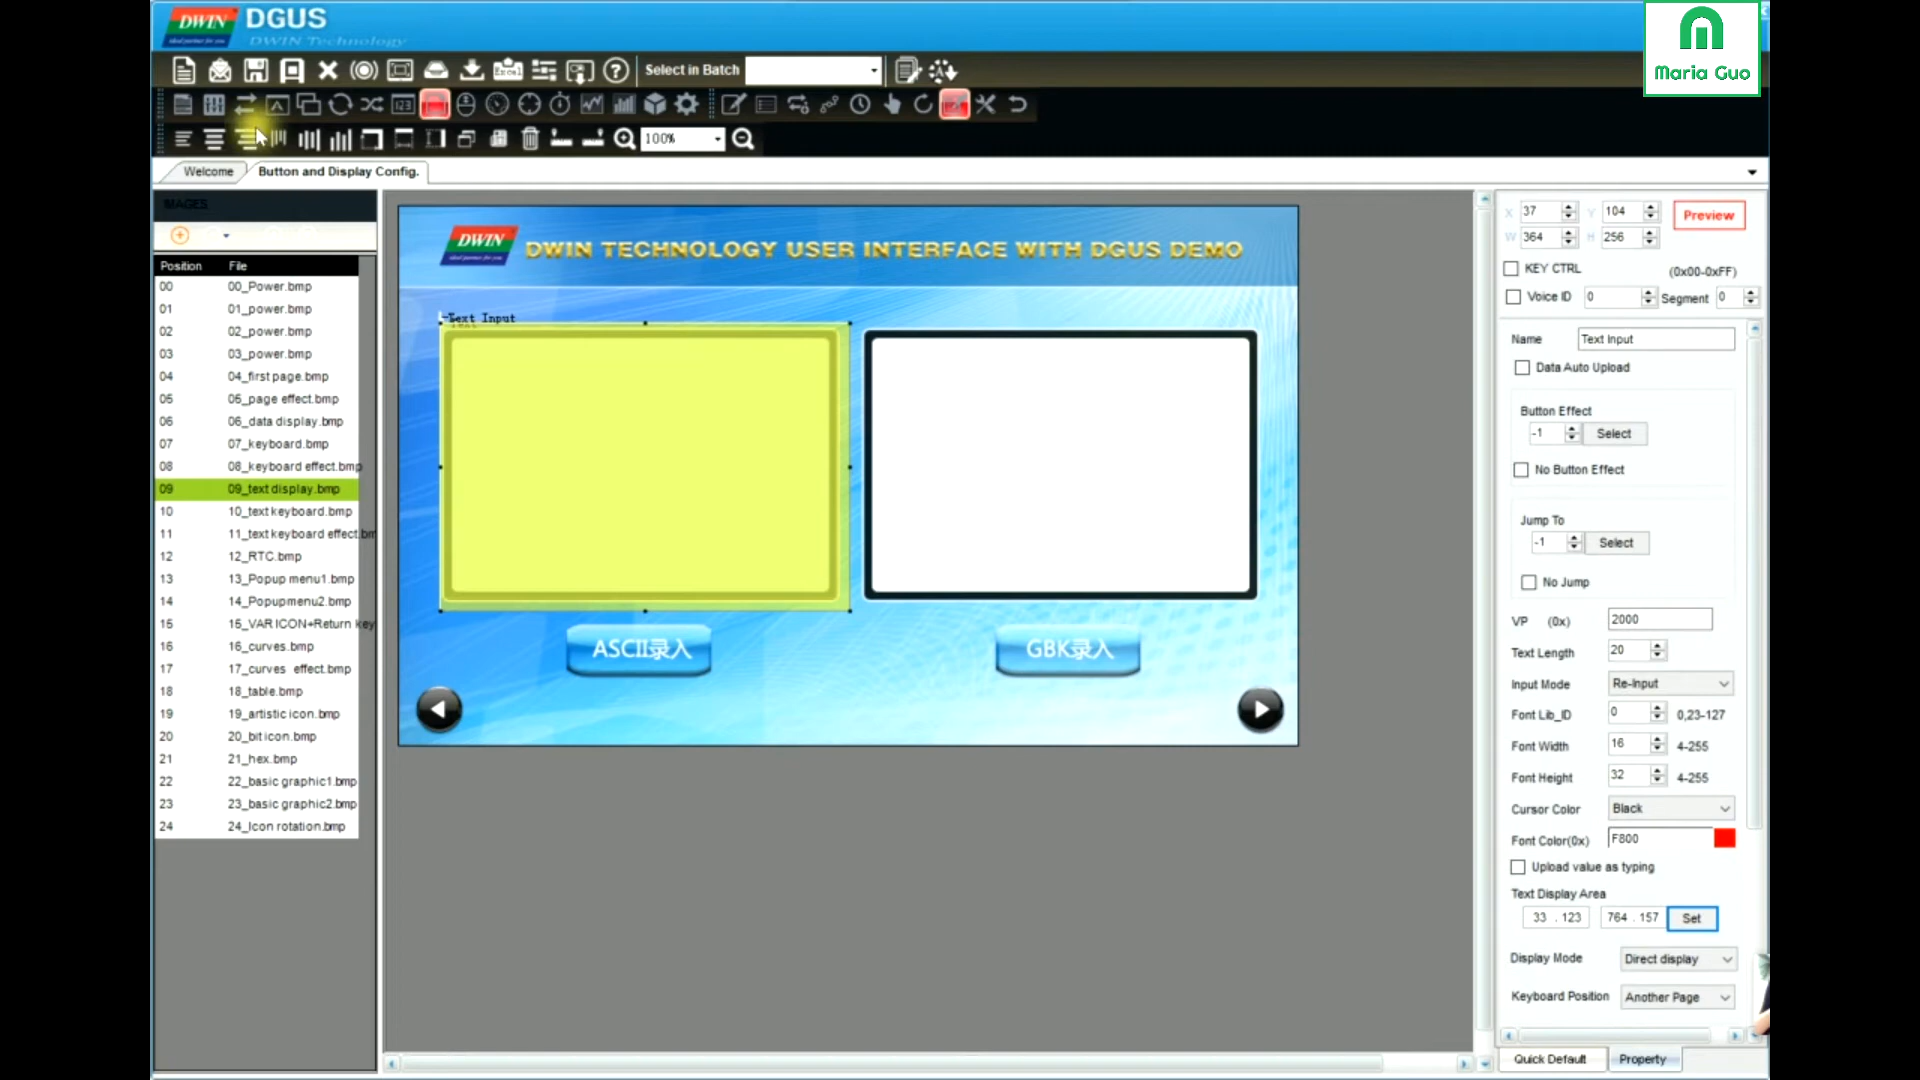 DWIN
ideal partner for you
DGUS
DWIN Technology
Maria Guo
Excel
Select in Batch
123
100%
Welcome
Button and Display Config.
IMAGES
Position File
00 00_Power.bmp
01 01_power.bmp
02 02_power.bmp
03 03_power.bmp
04 04_first page.bmp
05 05_page effect.bmp
06 06_data display.bmp
07 07_keyboard.bmp
08 08_keyboard effect.bmp
09 09_text display.bmp
10 10_text keyboard.bmp
11 11_text keyboard effect.bm
12 12_RTC.bmp
13 13_Popup menu1.bmp
14 14_Popupmenu2.bmp
15 15_VAR ICON+Return key
16 16_curves.bmp
17 17_curves effect.bmp
18 18_table.bmp
19 19_artistic icon.bmp
20 20_bit icon.bmp
21 21_hex.bmp
22 22_basic graphic1.bmp
23 23_basic graphic2.bmp
24 24_Icon rotation.bmp
DWIN
ideal partner for you
DWIN TECHNOLOGY USER INTERFACE WITH DGUS DEMO
Text Input
ASCII录入
GBK录入
X 37 Y 104
Preview
W 364 H 256
KEY CTRL (0x00-0xFF)
Voice ID 0 Segment 0
Name Text Input
Data Auto Upload
Button Effect
-1 Select
No Button Effect
Jump To
-1 Select
No Jump
VP (0x) 2000
Text Length 20
Input Mode Re-Input
Font Lib_ID 0 0,23-127
Font Width 16 4-255
Font Height 32 4-255
Cursor Color Black
Font Color(0x) F800
Upload value as typing
Text Display Area
33 . 123 764 . 157 Set
Display Mode Direct display
Keyboard Position Another Page
Quick Default Property